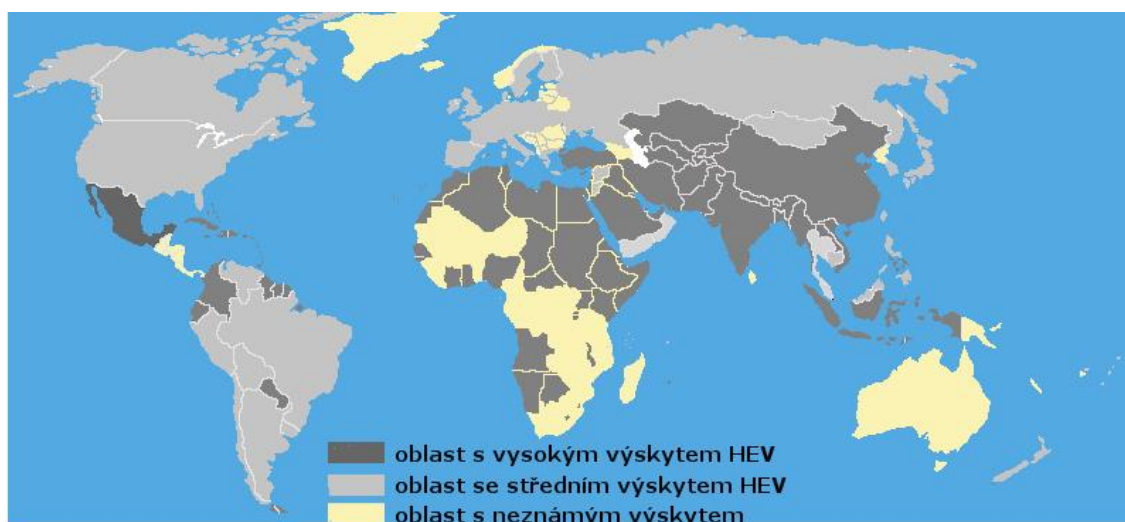 oblast s vysokým výskytem HEV
oblast se středním výskytem HEV
oblast s neznámým výskytem